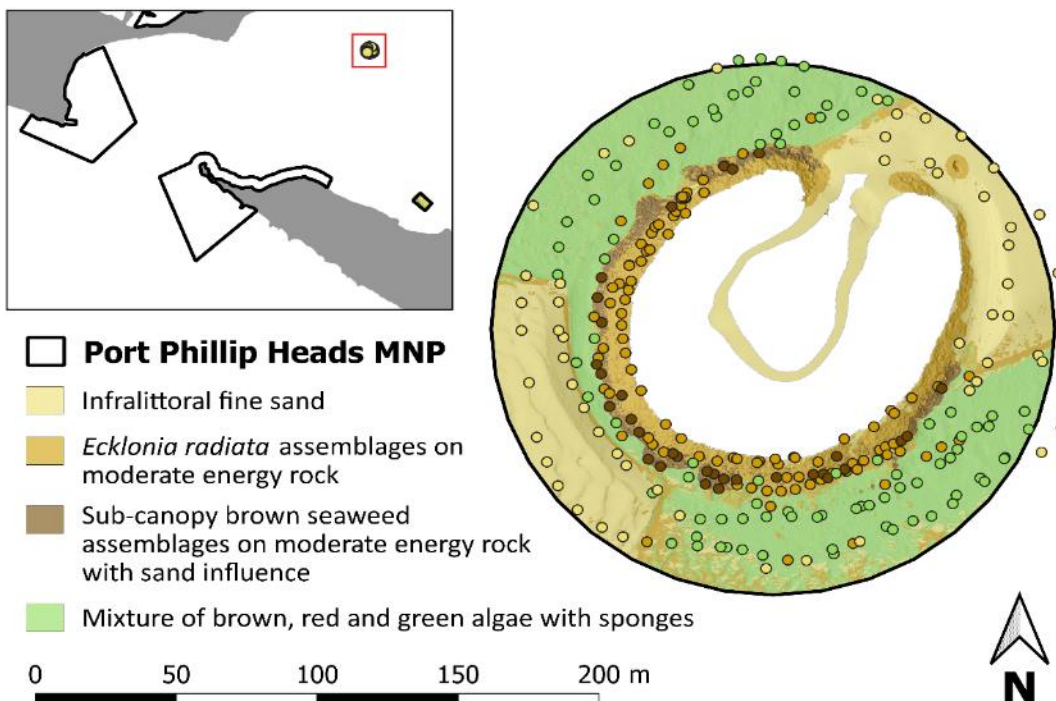 Port Phillip Heads MNP
Infralittoral fine sand
Ecklonia radiata assemblages on
moderate energy rock
Sub-canopy brown seaweed
assemblages on moderate energy rock
with sand influence
Mixture of brown, red and green algae with sponges
0 50 100 150 200 m
N